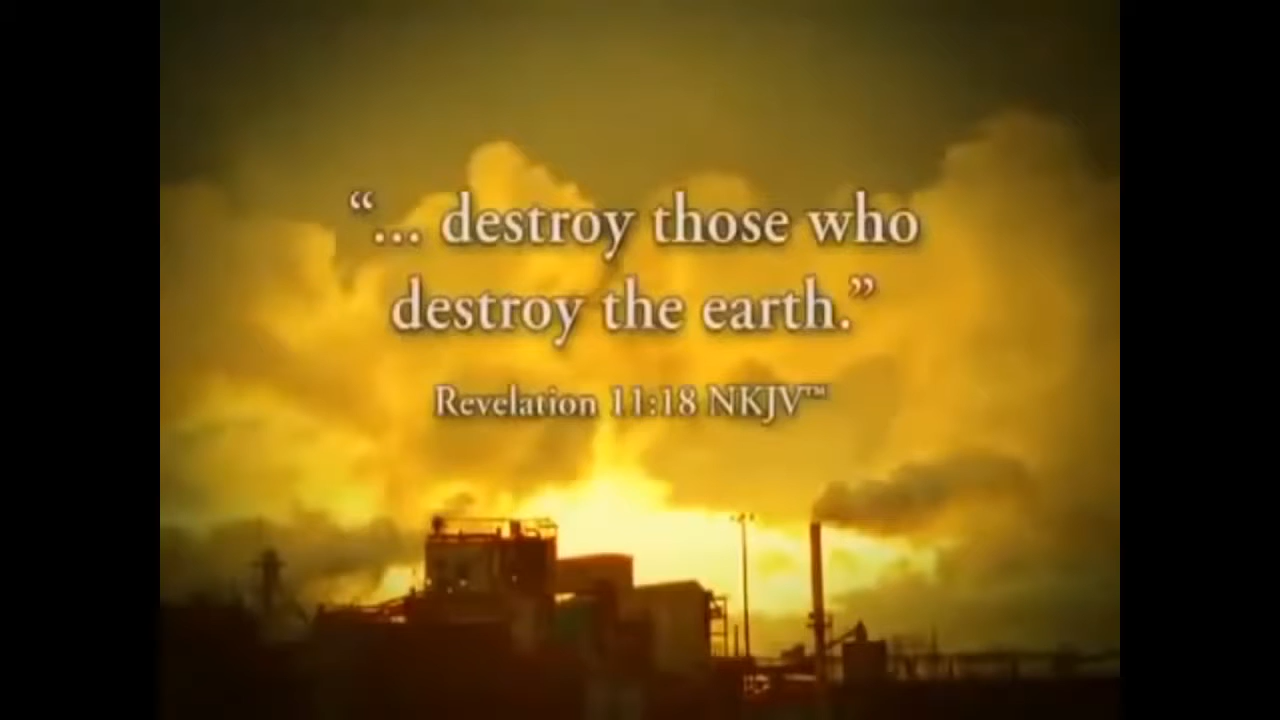 “... destroy those who
destroy the earth.”
Revelation 11:18 NKJV™